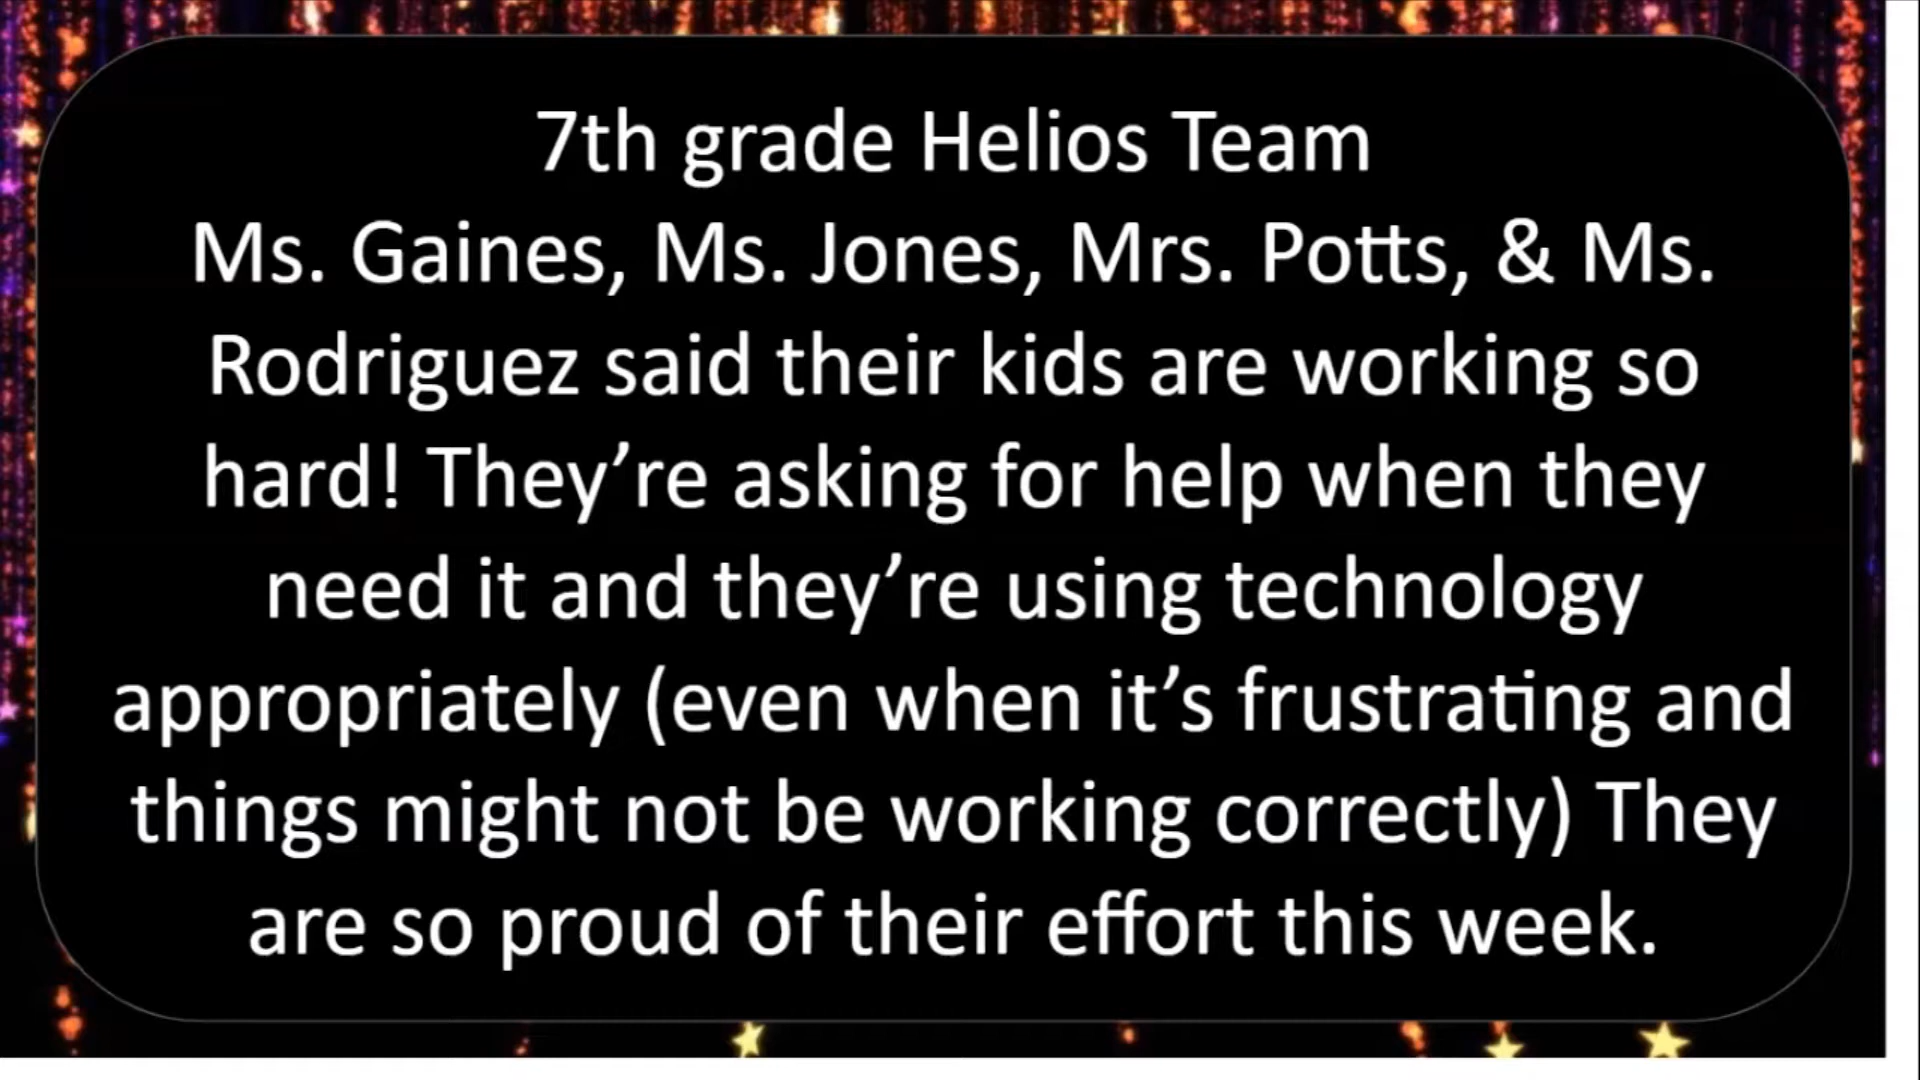 7th grade Helios Team
Ms. Gaines, Ms. Jones, Mrs. Potts, & Ms.
Rodriguez said their kids are working so
hard! They’re asking for help when they
need it and they’re using technology
appropriately (even when it’s frustrating and
things might not be working correctly) They
are so proud of their effort this week.